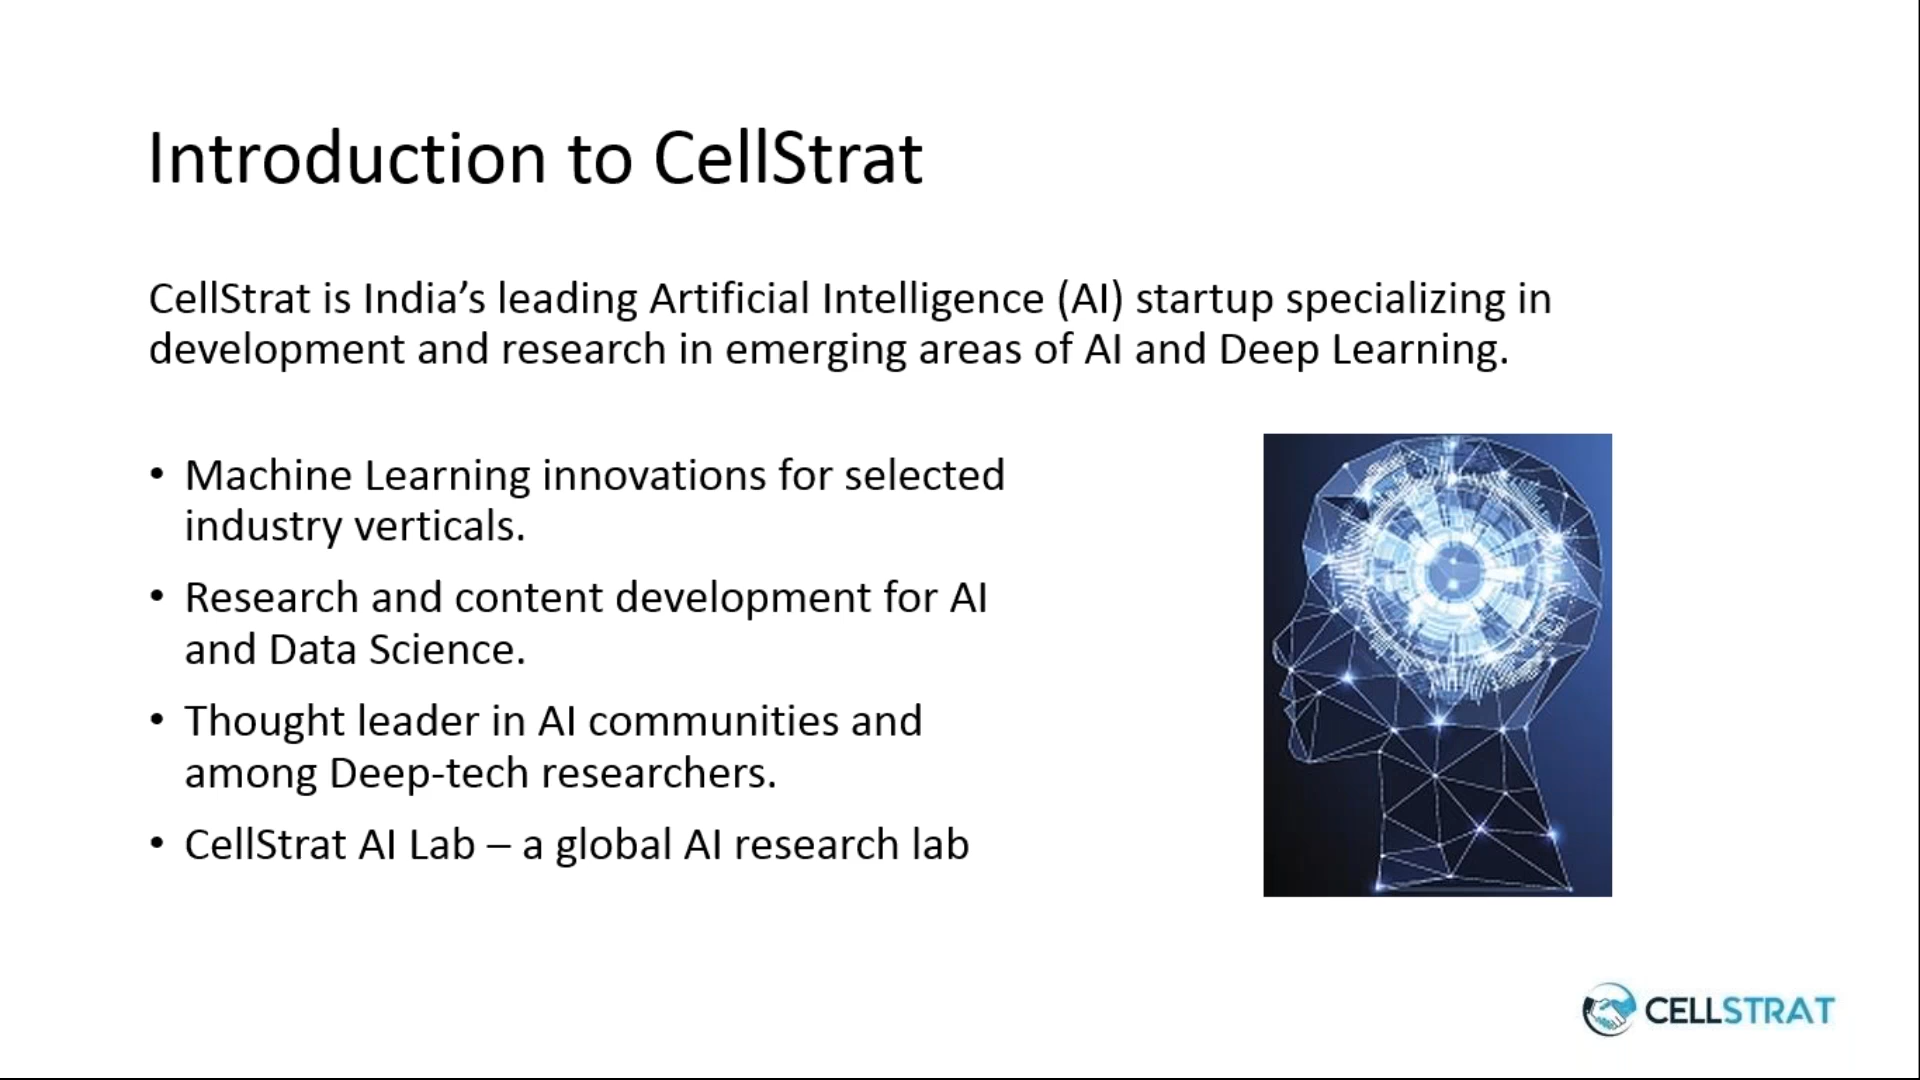 Introduction to CellStrat
CellStrat is India’s leading Artificial Intelligence (AI) startup specializing in
development and research in emerging areas of AI and Deep Learning.
• Machine Learning innovations for selected
industry verticals.
• Research and content development for AI
and Data Science.
• Thought leader in AI communities and
among Deep-tech researchers.
• CellStrat AI Lab – a global AI research lab
CELLSTRAT